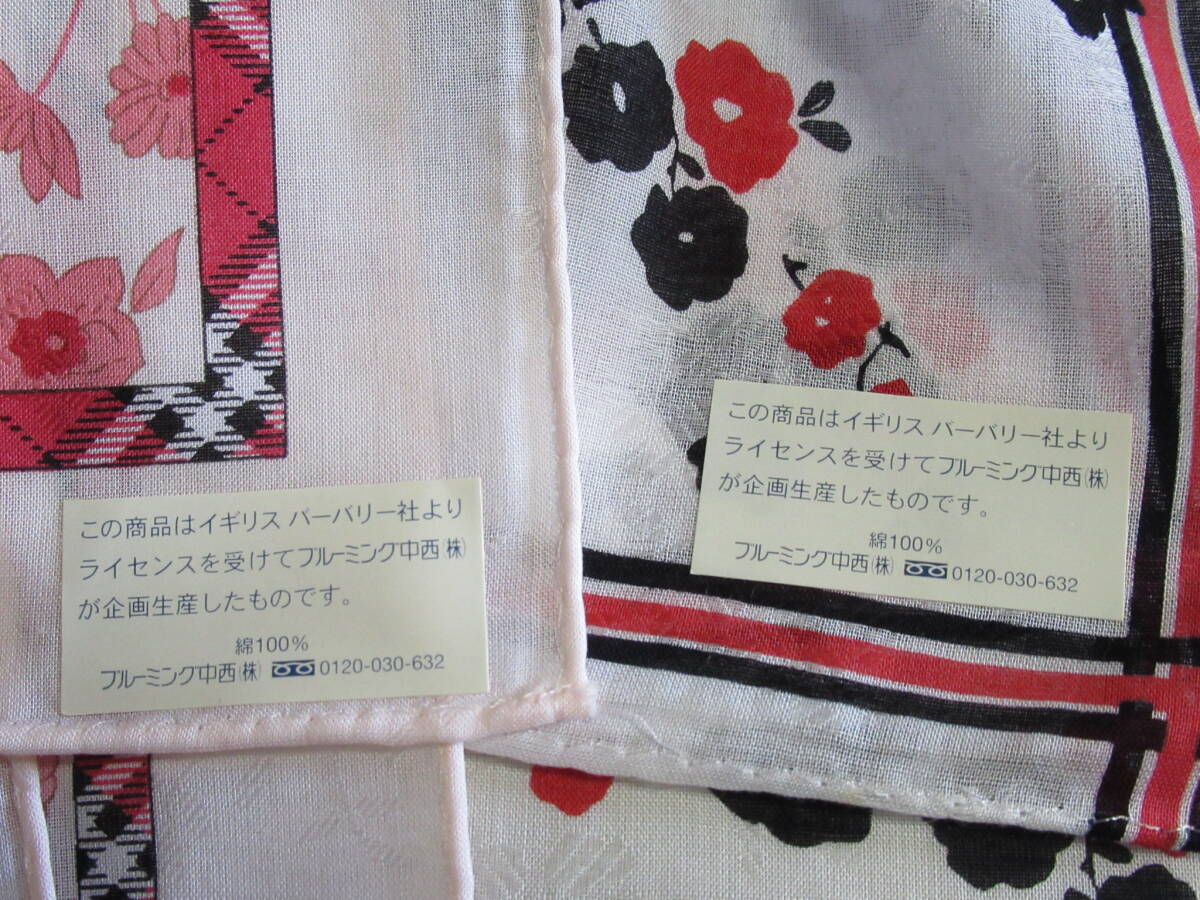 この商品はイギリス バーバリー社より
ライセンスを受けてブルーミング中西㈱
が企画生産したものです。
綿100%
ブルーミング中西㈱ 0120-030-632
この商品はイギリス バーバリー社より
ライセンスを受けてブルーミング中西㈱
が企画生産したものです。
綿100%
ブルーミング中西㈱ 0120-030-632